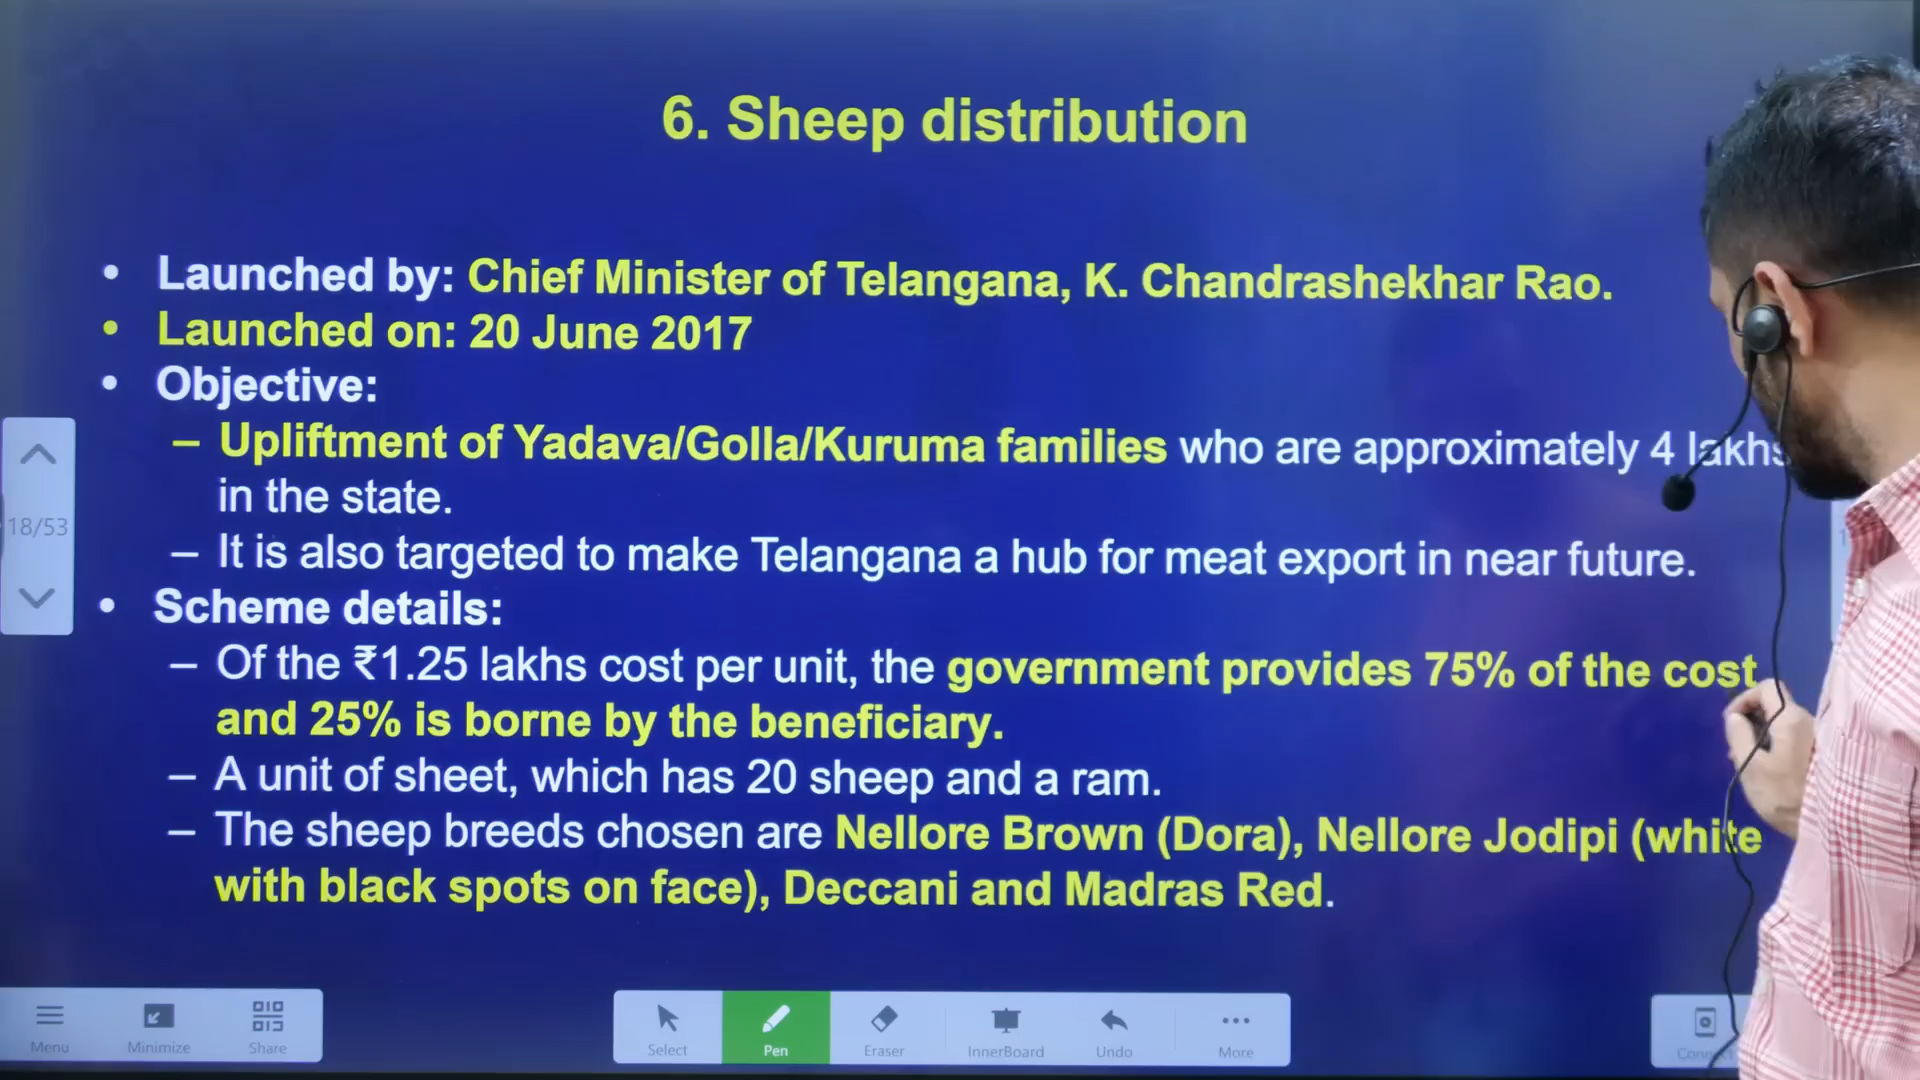 6. Sheep distribution
• Launched by: Chief Minister of Telangana, K. Chandrashekhar Rao.
• Launched on: 20 June 2017
• Objective:
– Upliftment of Yadava/Golla/Kuruma families who are approximately 4 lakhs
in the state.
– It is also targeted to make Telangana a hub for meat export in near future.
• Scheme details:
– Of the ₹1.25 lakhs cost per unit, the government provides 75% of the cost
and 25% is borne by the beneficiary.
– A unit of sheet, which has 20 sheep and a ram.
– The sheep breeds chosen are Nellore Brown (Dora), Nellore Jodipi (white
with black spots on face), Deccani and Madras Red.
18/53
Menu Minimize Share Select Pen Eraser InnerBoard Undo More